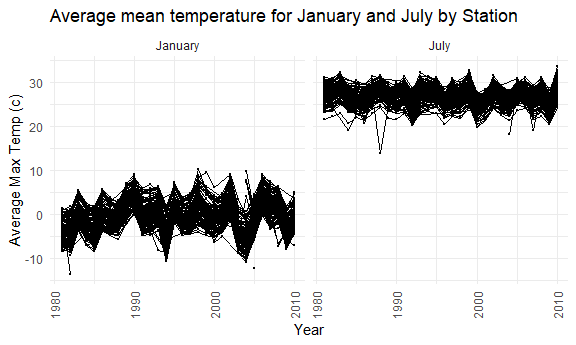 Average mean temperature for January and July by Station
January
July
Average Max Temp (c)
30
20
10
0
-10
1980
1990
2000
2010
1980
1990
2000
2010
Year